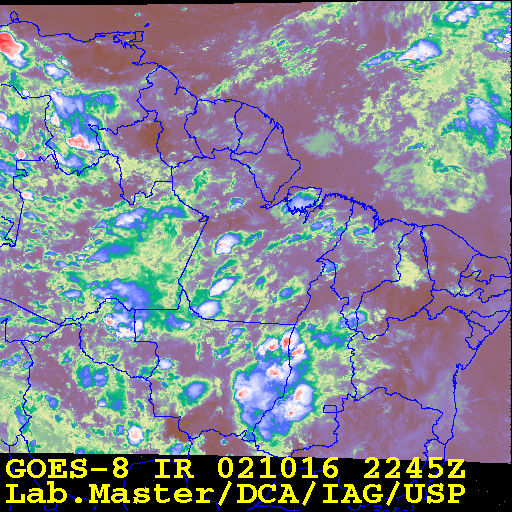 GOES-8 IR 021016 2245Z
Lab.Master/DCA/IAG/USP